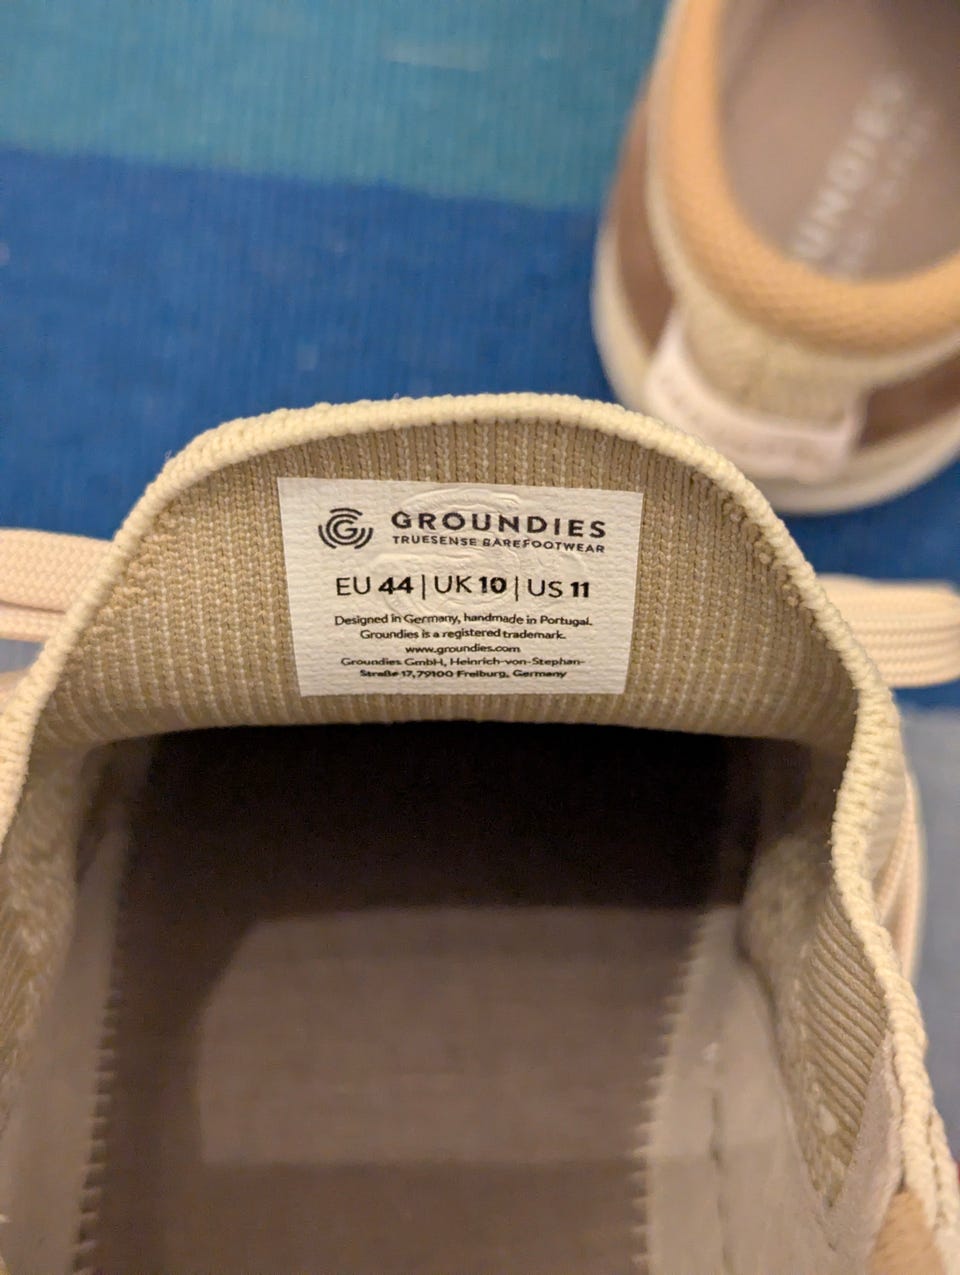 GROUNDIES
TRUESENSE BAREFOOTWEAR
EU 44 | UK 10 | US 11
Designed in Germany, handmade in Portugal.
Groundies is a registered trademark.
www.groundies.com
Groundies GmbH, Heinrich-von-Stephan-
Straße 17, 79100 Freiburg, Germany